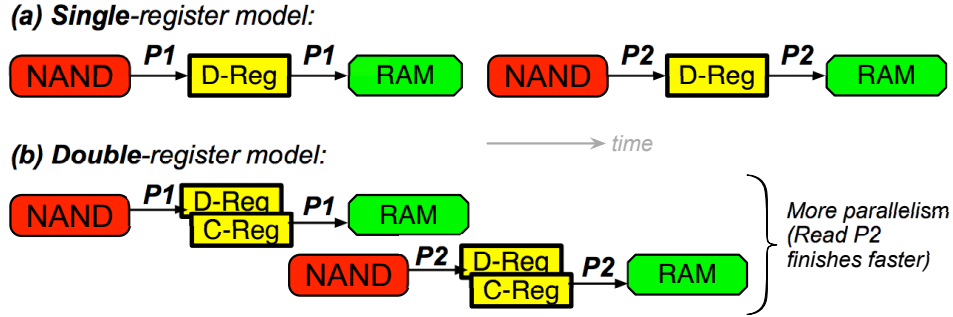 (a) Single-register model:
NAND P1 D-Reg P1 RAM NAND P2 D-Reg P2 RAM
time
(b) Double-register model:
NAND P1 D-Reg C-Reg P1 RAM
NAND P2 D-Reg C-Reg P2 RAM
More parallelism
(Read P2
finishes faster)